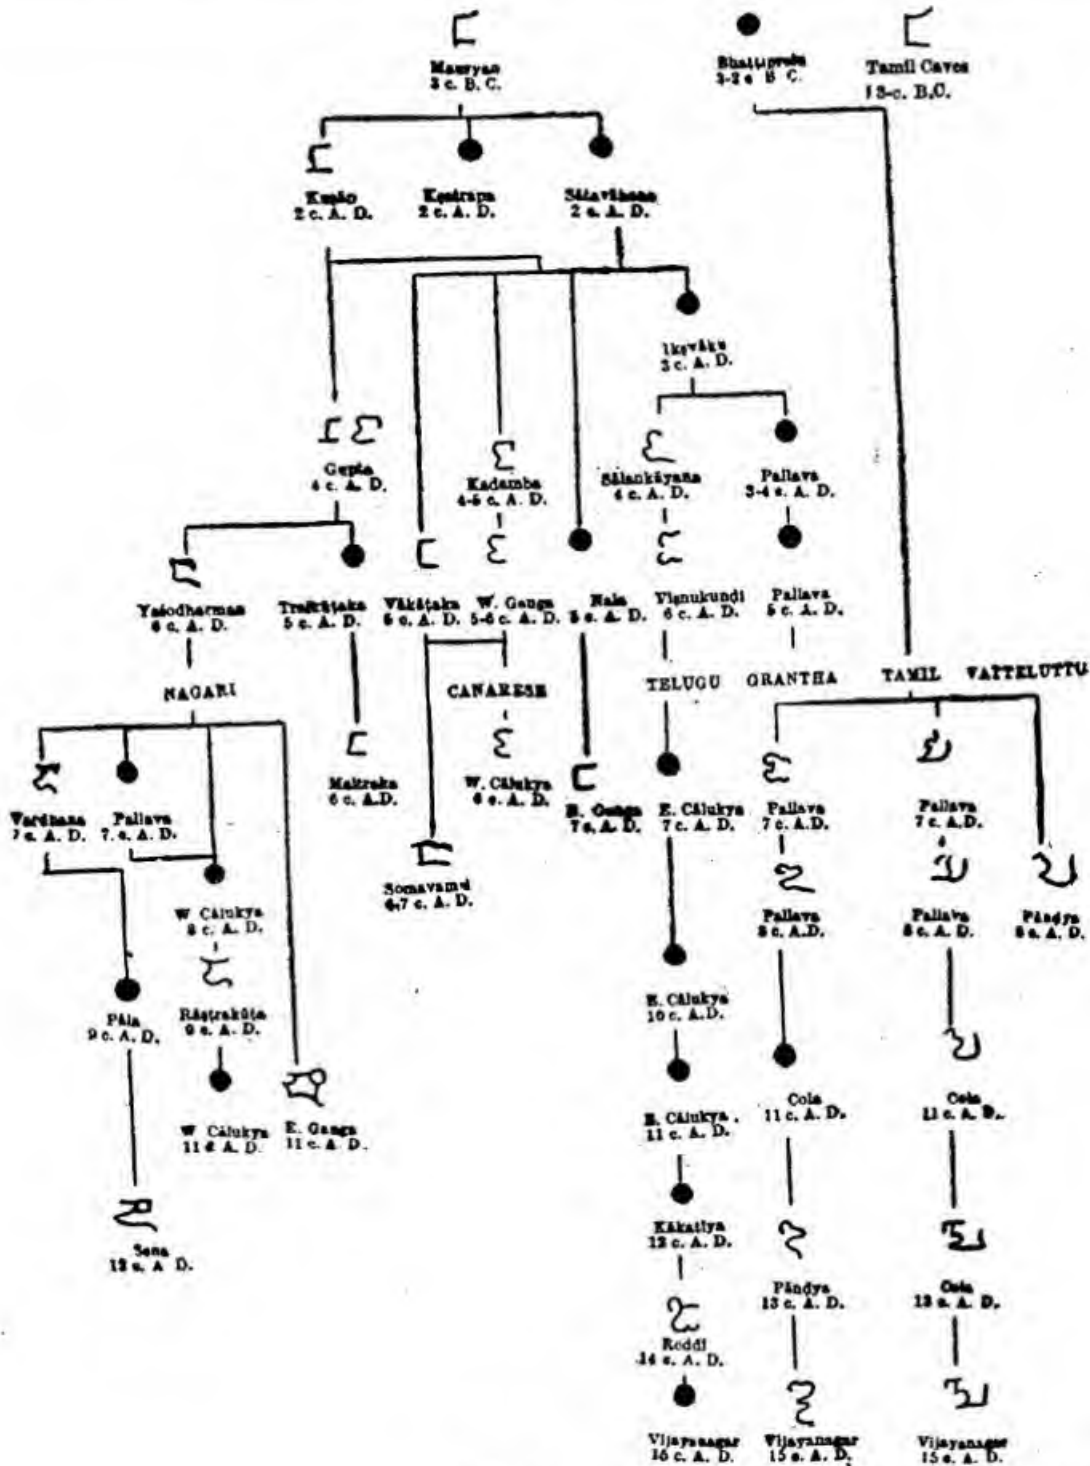 Mauryan
3 c. B. C.
Bhattiprolu
3-2 c B C.
Tamil Caves
3-c. B.C.
Kuṣān
2 c. A. D.
Kṣatrapa
2 c. A. D.
Sātavāhana
2 c. A. D.
Ikṣvāku
3 c. A. D.
Gupta
4 c. A. D.
Kadamba
4-5 c. A. D.
Sālankāyana
4 c. A. D.
Pallava
3-4 c. A. D.
Yaśodharman
6 c. A. D.
Traikūṭaka
5 c. A. D.
Vākāṭaka
5 c. A. D.
W. Ganga
5-6 c. A. D.
Nala
5 c. A. D.
Viṣnukunḍi
6 c. A. D.
Pallava
5 c. A. D.
NAGARI
CANARESE
TELUGU
GRANTHA
TAMIL
VATTELUTTU
Vardhana
7 c. A. D.
Pallava
7. c. A. D.
Maitraka
6 c. A.D.
W. Cālukya
6 c. A. D.
E. Ganga
7 c. A. D.
E. Cālukya
7 c. A. D.
Pallava
7 c. A.D.
Pallava
7 c. A.D.
Somavamsi
6-7 c. A. D.
W Cālukya
8 c. A. D.
Pallava
8 c. A.D.
Pallava
8 c. A. D.
Pāndya
8 c. A. D.
Pāla
9 c. A. D.
Rāṣtrakūṭa
9 c. A. D.
E. Cālukya
10 c. A.D.
W. Cālukya
11 A. D.
E. Ganga
11 c. A. D.
E. Cālukya.
11 c. A. D.
Cola
11 c. A. D.
Cola
11 c. A. D.
Sena
12 c. A D.
Kākatīya
12 c. A. D.
Pāndya
13 c. A. D.
Cola
13 c. A. D.
Reddi
14 c. A. D.
Vijayanagar
16 c. A. D.
Vijayanagar
15 c. A. D.
Vijayanagar
15 c. A. D.